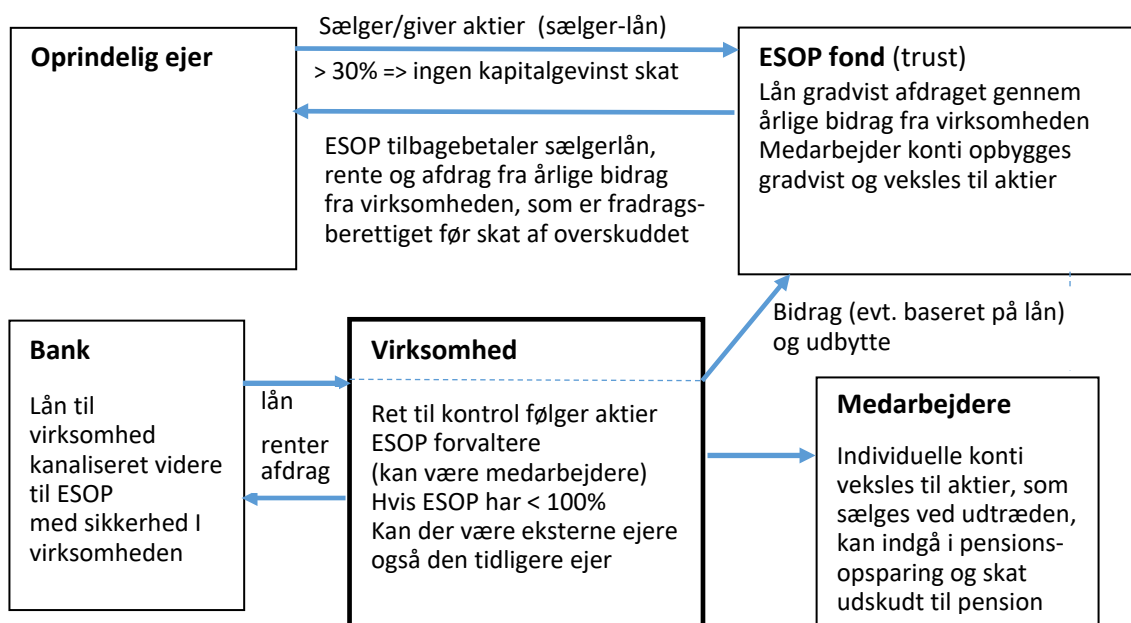 Oprindelig ejer
Sælger/giver aktier (sælger-lån)
> 30% => ingen kapitalgevinst skat
ESOP tilbagebetaler sælgerlån,
rente og afdrag fra årlige bidrag
fra virksomheden, som er fradrags-
berettiget før skat af overskuddet
ESOP fond (trust)
Lån gradvist afdraget gennem
årlige bidrag fra virksomheden
Medarbejder konti opbygges
gradvist og veksles til aktier
Bidrag (evt. baseret på lån)
og udbytte
Bank
Lån til
virksomhed
kanaliseret videre
til ESOP
med sikkerhed I
virksomheden
lån
renter
afdrag
Virksomhed
Ret til kontrol følger aktier
ESOP forvaltere
(kan være medarbejdere)
Hvis ESOP har < 100%
Kan der være eksterne ejere
også den tidligere ejer
Medarbejdere
Individuelle konti
veksles til aktier, som
sælges ved udtræden,
kan indgå i pensions-
opsparing og skat
udskudt til pension